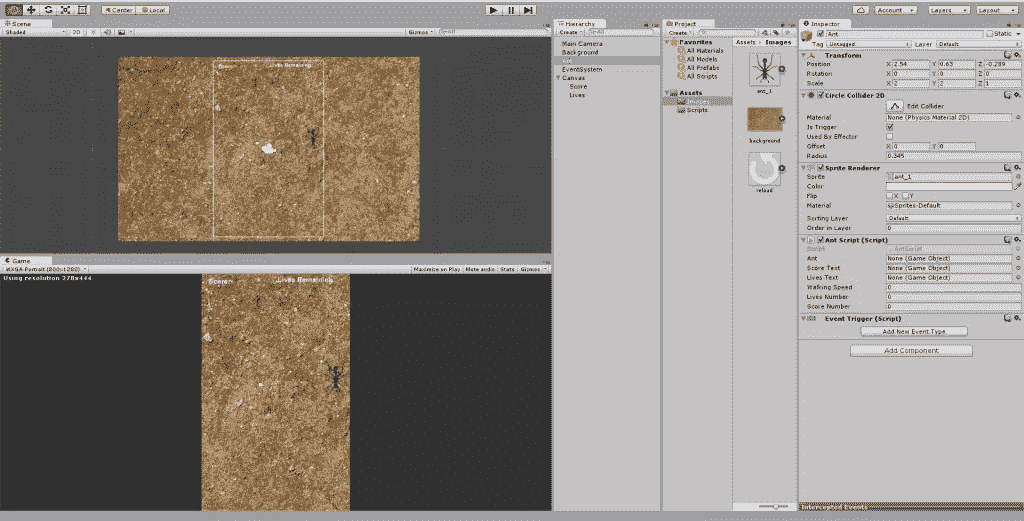 Center
Local
Account
Layers
Layout
Scene
Shaded
2D
Gizmos
All
Score:
Lives Remaining
Game
WXGA Portrait (800x1280)
Maximize on Play
Mute audio
Stats
Gizmos
Using resolution 278x444
Score:
Lives Remaining
Hierarchy
Create
All
Main Camera
Background
Ant
EventSystem
Canvas
Score
Lives
Project
Create
Favorites
All Materials
All Models
All Prefabs
All Scripts
Assets
Images
Scripts
Assets Images
ant_1
background
reload
Inspector
Ant
Static
Tag Untagged
Layer Default
Transform
Position X 2.54 Y 0.63 Z -0.289
Rotation X 0 Y 0 Z 0
Scale X 2 Y 2 Z 1
Circle Collider 2D
Edit Collider
Material None (Physics Material 2D)
Is Trigger
Used By Effector
Offset X 0 Y 0
Radius 0.345
Sprite Renderer
Sprite ant_1
Color
Flip X Y
Material Sprites-Default
Sorting Layer Default
Order in Layer 0
Ant Script (Script)
Script AntScript
Ant None (Game Object)
Score Text None (Game Object)
Lives Text None (Game Object)
Walking Speed 0
Lives Number 0
Score Number 0
Event Trigger (Script)
Add New Event Type
Add Component
Intercepted Events